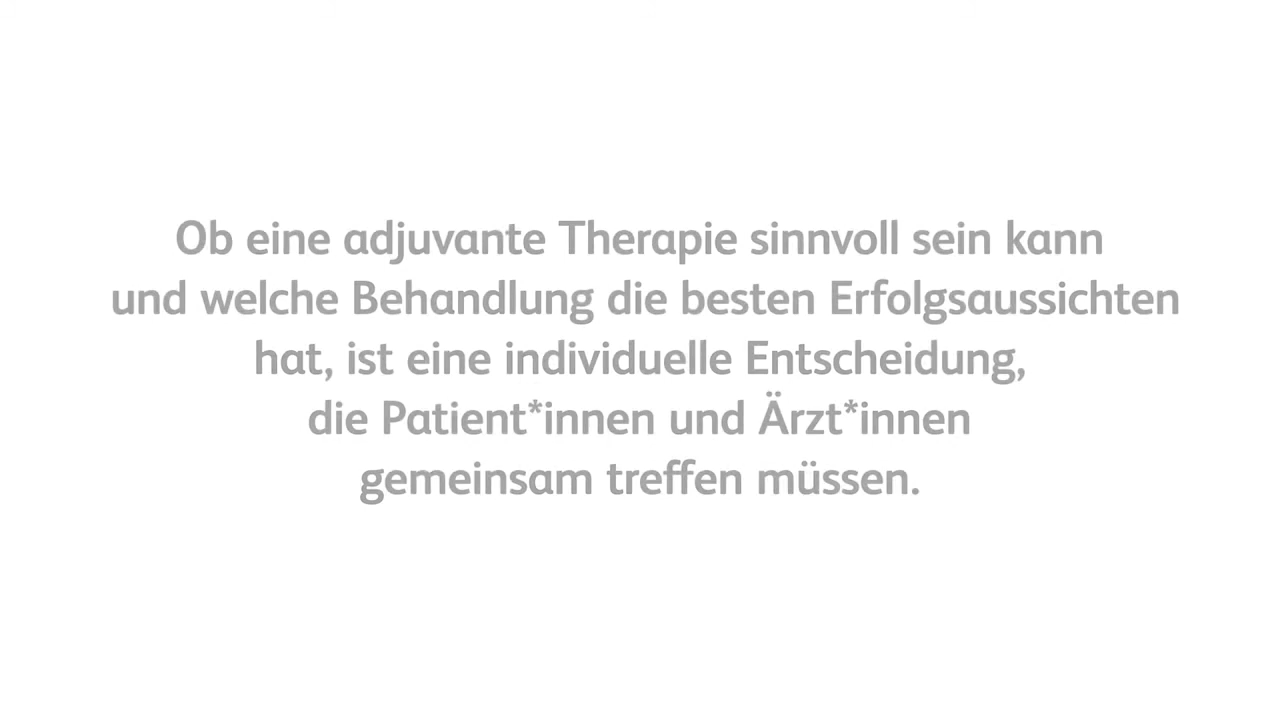 Ob eine adjuvante Therapie sinnvoll sein kann
und welche Behandlung die besten Erfolgsaussichten
hat, ist eine individuelle Entscheidung,
die Patient*innen und Ärzt*innen
gemeinsam treffen müssen.